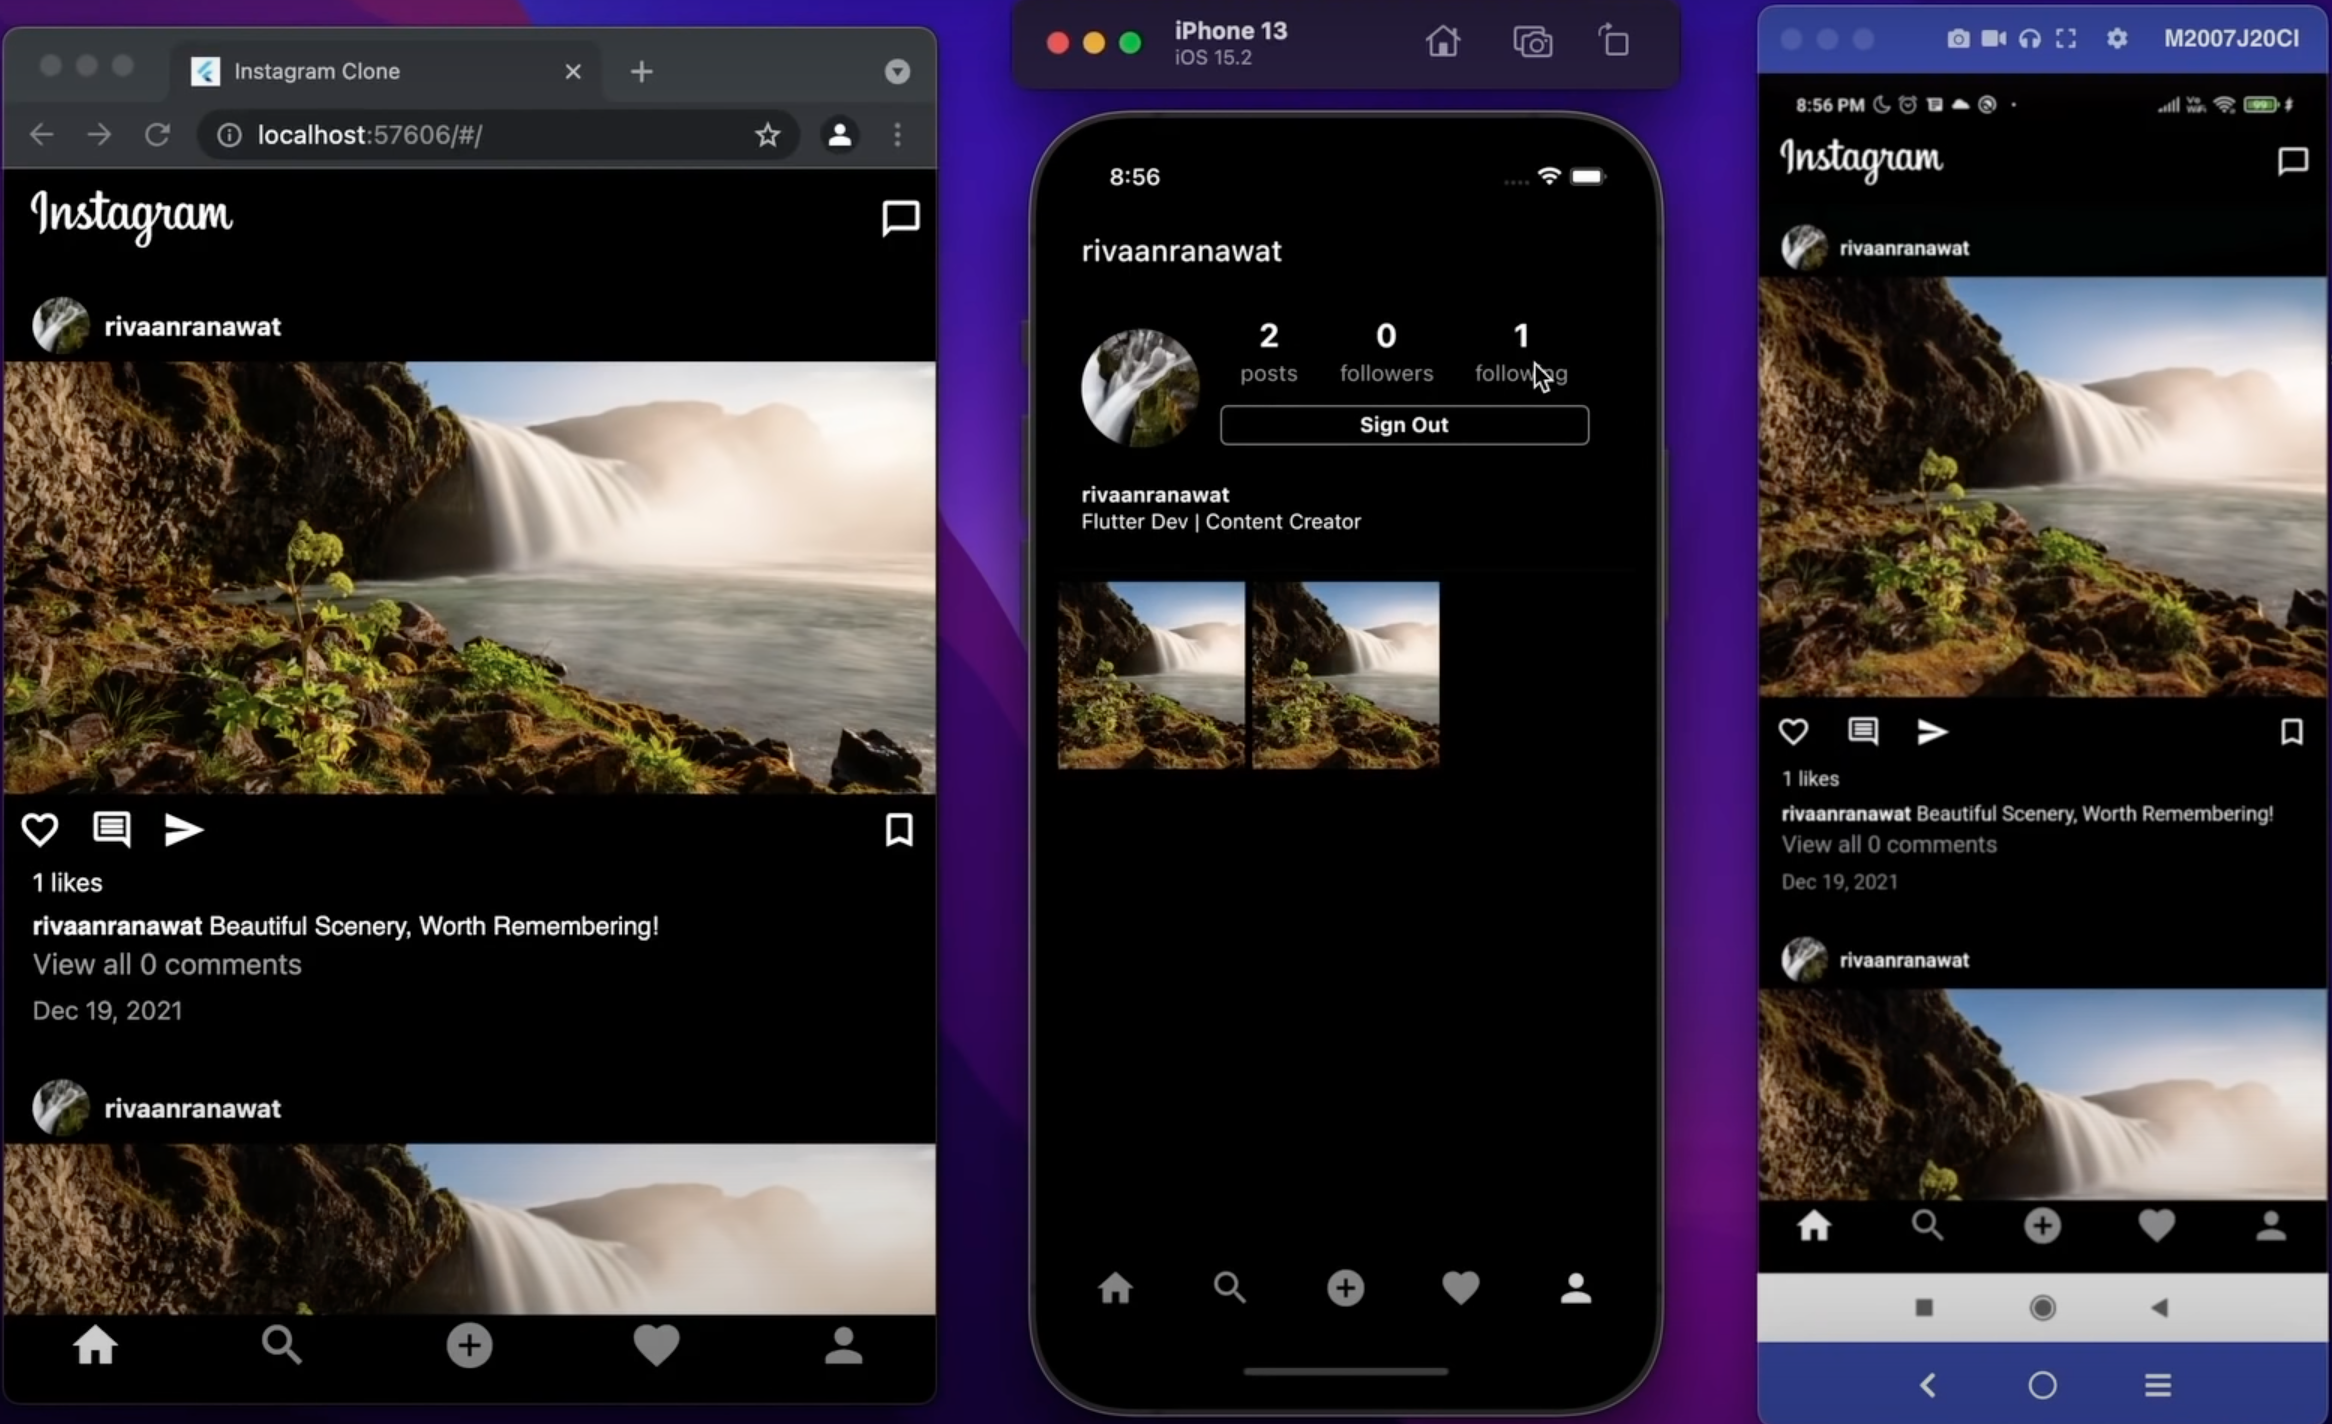 Instagram Clone
localhost:57606/#/
Instagram
rivaanranawat
1 likes
rivaanranawat Beautiful Scenery, Worth Remembering!
View all 0 comments
Dec 19, 2021
rivaanranawat
iPhone 13
iOS 15.2
8:56
rivaanranawat
2 0 1
posts followers following
Sign Out
rivaanranawat
Flutter Dev | Content Creator
M2007J20CI
8:56 PM
99
Instagram
rivaanranawat
1 likes
rivaanranawat Beautiful Scenery, Worth Remembering!
View all 0 comments
Dec 19, 2021
rivaanranawat